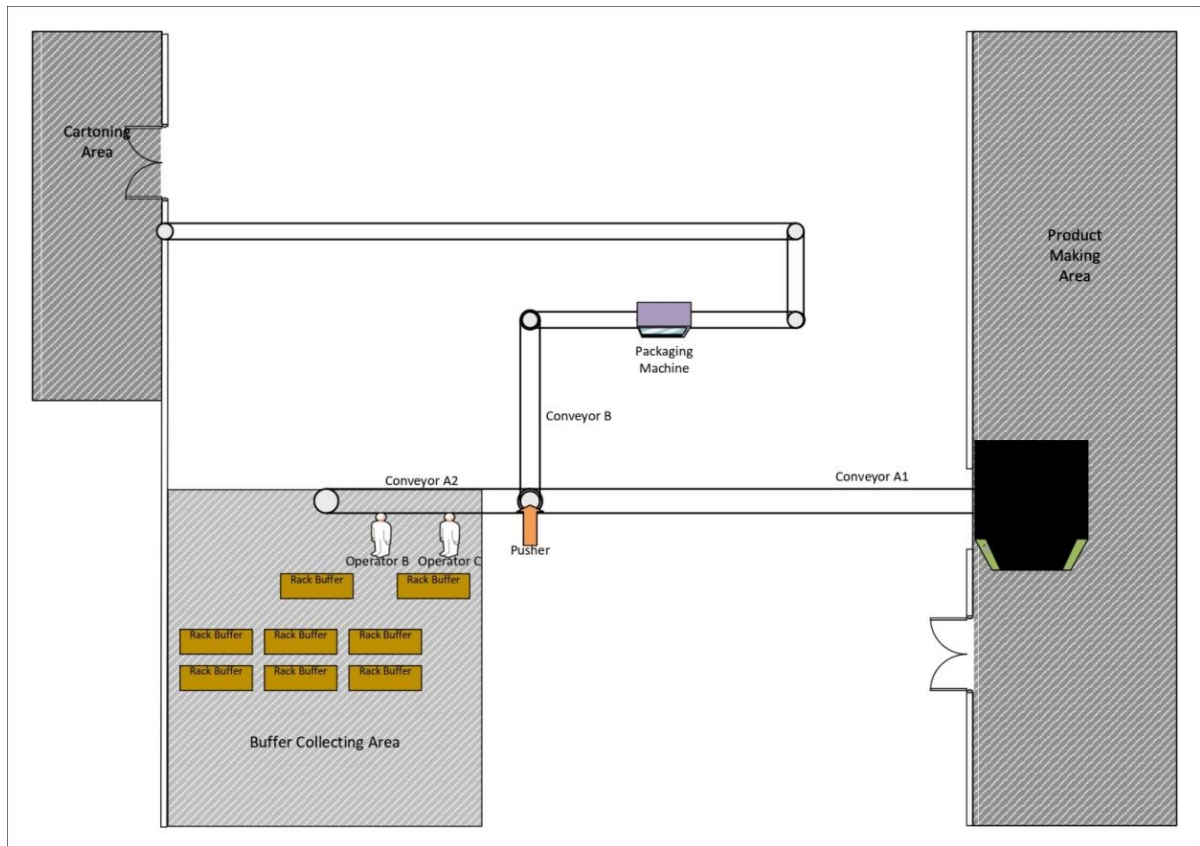 Cartoning
Area
Product
Making
Area
Packaging
Machine
Conveyor B
Conveyor A2
Conveyor A1
Pusher
Operator B
Operator C
Rack Buffer
Rack Buffer
Rack Buffer
Rack Buffer
Rack Buffer
Rack Buffer
Rack Buffer
Rack Buffer
Buffer Collecting Area